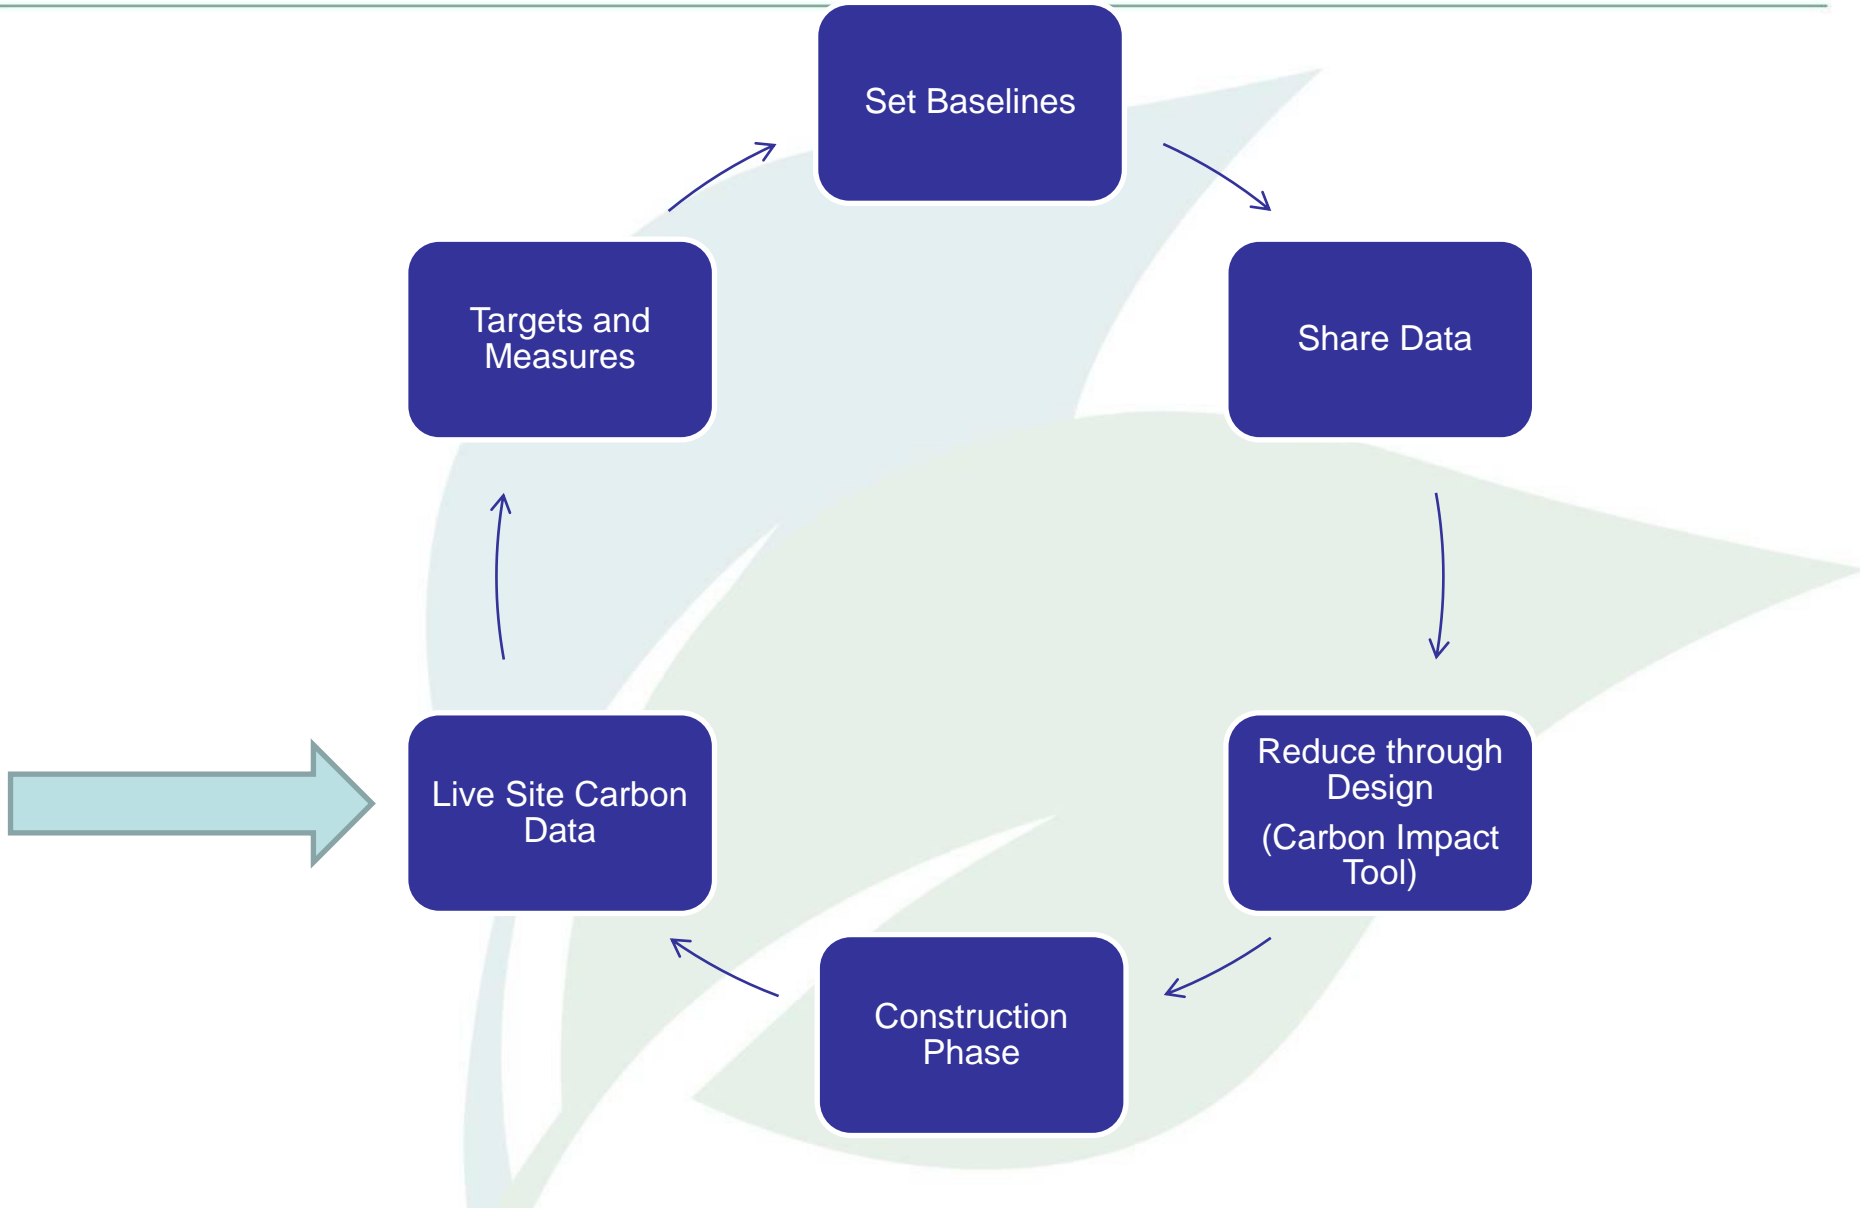 Set Baselines
Share Data
Reduce through
Design
(Carbon Impact
Tool)
Construction
Phase
Live Site Carbon
Data
Targets and
Measures